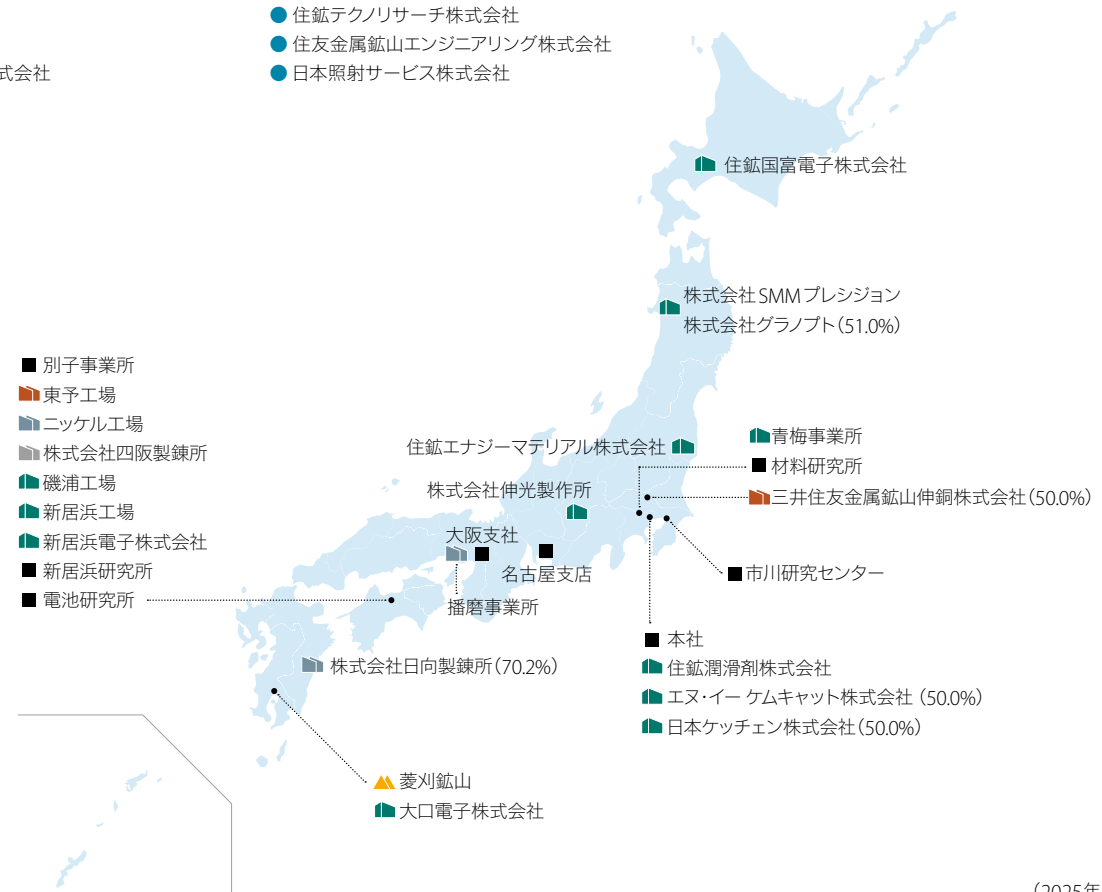 住鉱テクノリサーチ株式会社
住友金属鉱山エンジニアリング株式会社
式会社
日本照射サービス株式会社
住鉱国富電子株式会社
株式会社SMMプレシジョン
株式会社グラノプト(51.0%)
別子事業所
東予工場
ニッケル工場
株式会社四阪製錬所
磯浦工場
新居浜工場
新居浜電子株式会社
新居浜研究所
電池研究所
住鉱エナジーマテリアル株式会社
株式会社伸光製作所
大阪支社
名古屋支店
播磨事業所
青梅事業所
材料研究所
三井住友金属鉱山伸銅株式会社(50.0%)
市川研究センター
本社
住鉱潤滑剤株式会社
エヌ・イー ケムキャット株式会社 (50.0%)
日本ケッチェン株式会社(50.0%)
株式会社日向製錬所(70.2%)
菱刈鉱山
大口電子株式会社
(2025年